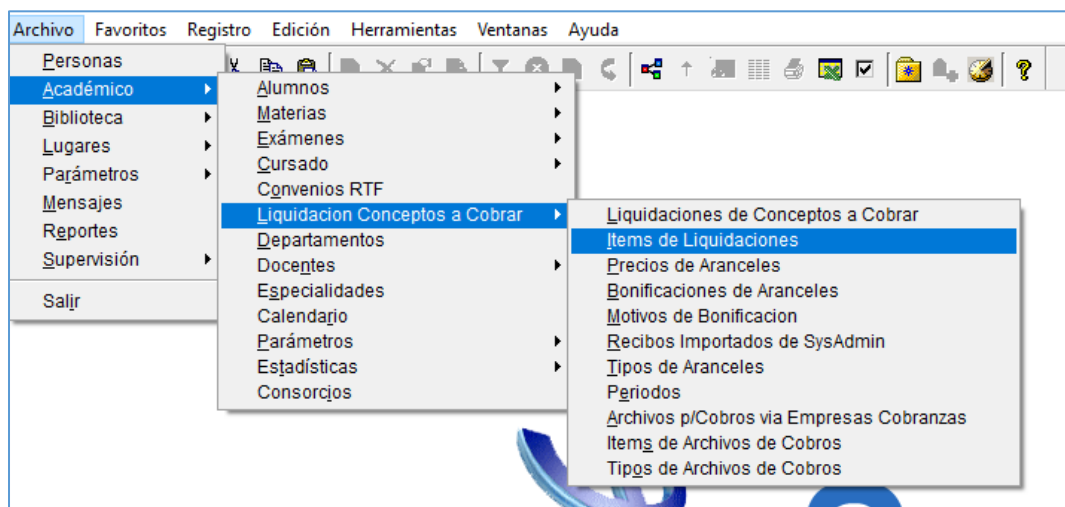 Archivo Favoritos Registro Edición Herramientas Ventanas Ayuda
Personas
Académico
Biblioteca
Lugares
Parámetros
Mensajes
Reportes
Supervisión
Salir
Alumnos
Materias
Exámenes
Cursado
Convenios RTF
Liquidacion Conceptos a Cobrar
Departamentos
Docentes
Especialidades
Calendario
Parámetros
Estadísticas
Consorcios
Liquidaciones de Conceptos a Cobrar
Items de Liquidaciones
Precios de Aranceles
Bonificaciones de Aranceles
Motivos de Bonificacion
Recibos Importados de SysAdmin
Tipos de Aranceles
Periodos
Archivos p/Cobros via Empresas Cobranzas
Items de Archivos de Cobros
Tipos de Archivos de Cobros